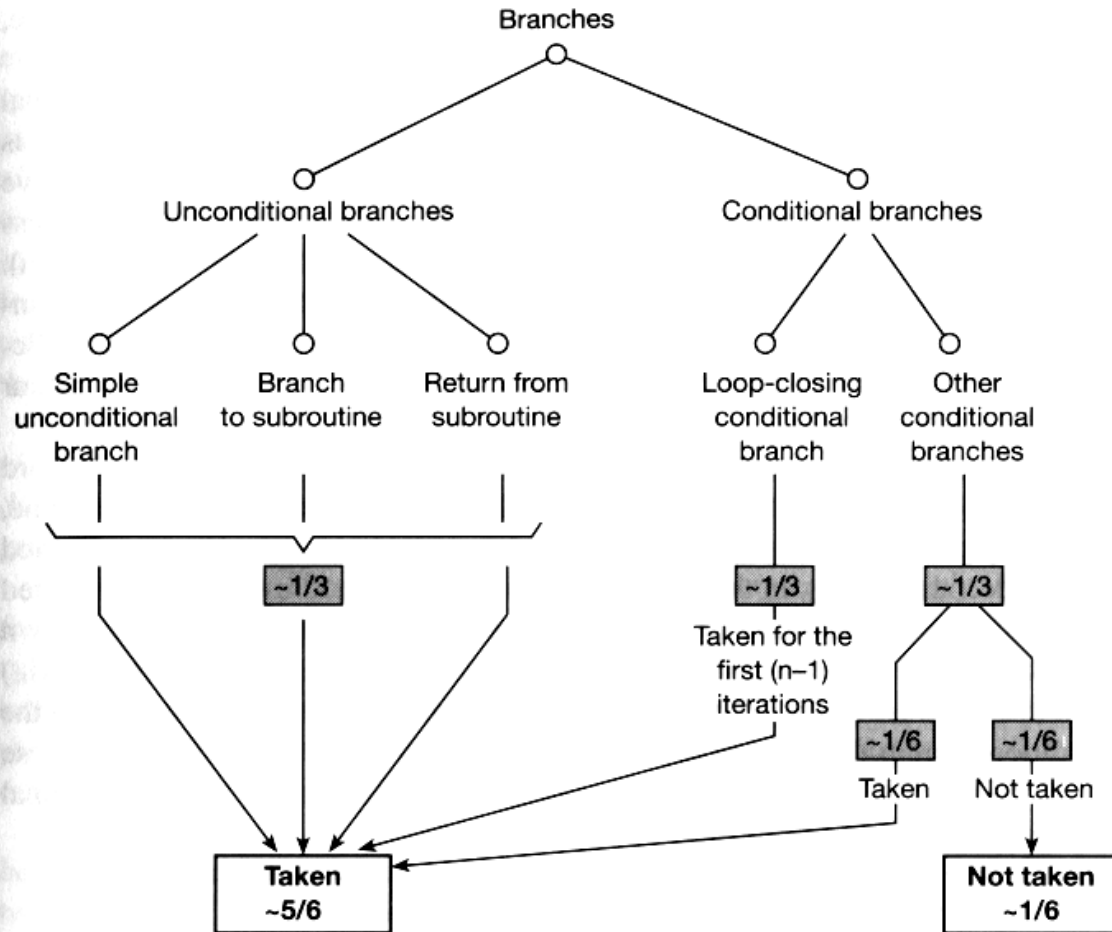 Branches
Unconditional branches
Conditional branches
Simple
unconditional
branch
Branch
to subroutine
Return from
subroutine
Loop-closing
conditional
branch
Other
conditional
branches
~1/3
~1/3
~1/3
Taken for the
first (n–1)
iterations
~1/6
~1/6
Taken
Not taken
Taken
~5/6
Not taken
~1/6